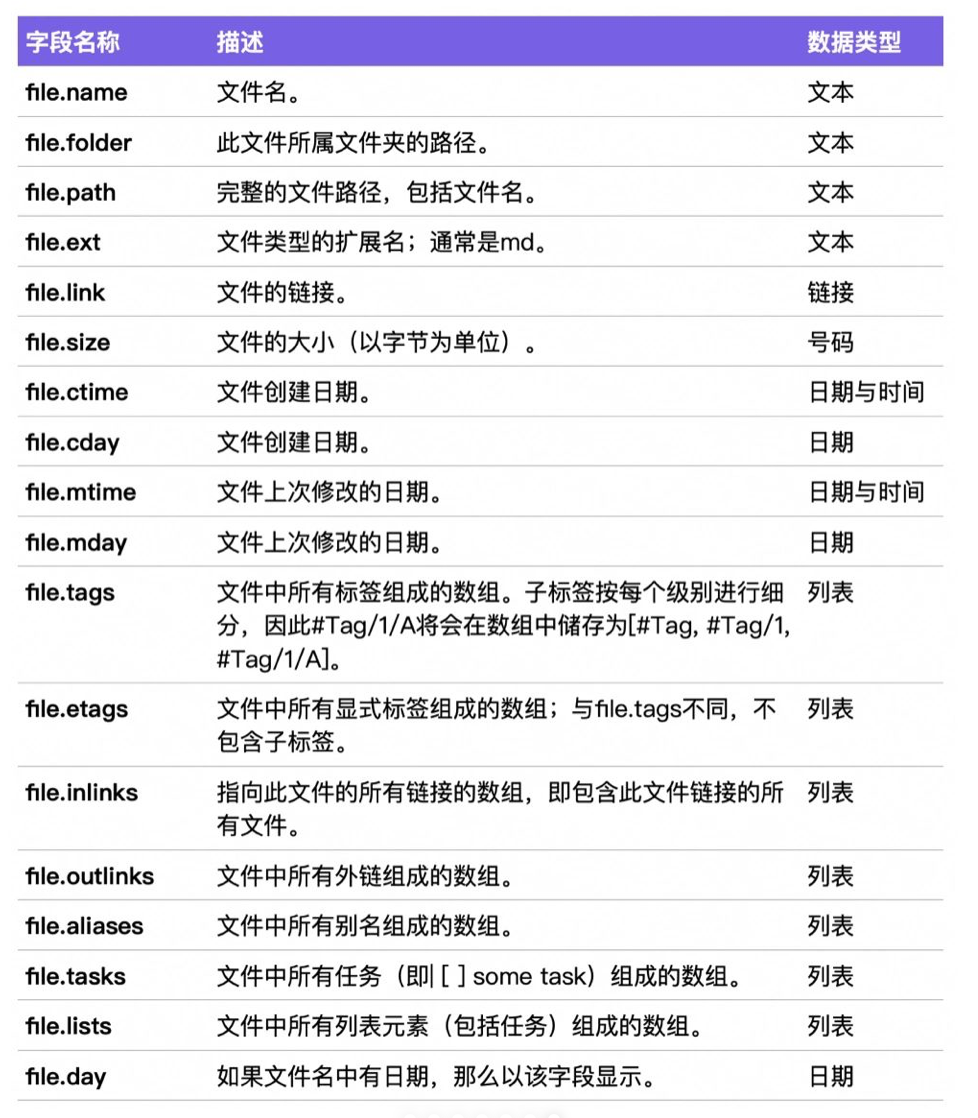 字段名称 描述 数据类型
file.name 文件名。 文本
file.folder 此文件所属文件夹的路径。 文本
file.path 完整的文件路径，包括文件名。 文本
file.ext 文件类型的扩展名；通常是md。 文本
file.link 文件的链接。 链接
file.size 文件的大小（以字节为单位）。 号码
file.ctime 文件创建日期。 日期与时间
file.cday 文件创建日期。 日期
file.mtime 文件上次修改的日期。 日期与时间
file.mday 文件上次修改的日期。 日期
file.tags 文件中所有标签组成的数组。子标签按每个级别进行细 列表
分，因此#Tag/1/A将会在数组中储存为[#Tag, #Tag/1,
#Tag/1/A]。
file.etags 文件中所有显式标签组成的数组；与file.tags不同，不 列表
包含子标签。
file.inlinks 指向此文件的所有链接的数组，即包含此文件链接的所 列表
有文件。
file.outlinks 文件中所有外链组成的数组。 列表
file.aliases 文件中所有别名组成的数组。 列表
file.tasks 文件中所有任务（即| [ ] some task）组成的数组。 列表
file.lists 文件中所有列表元素（包括任务）组成的数组。 列表
file.day 如果文件名中有日期，那么以该字段显示。 日期